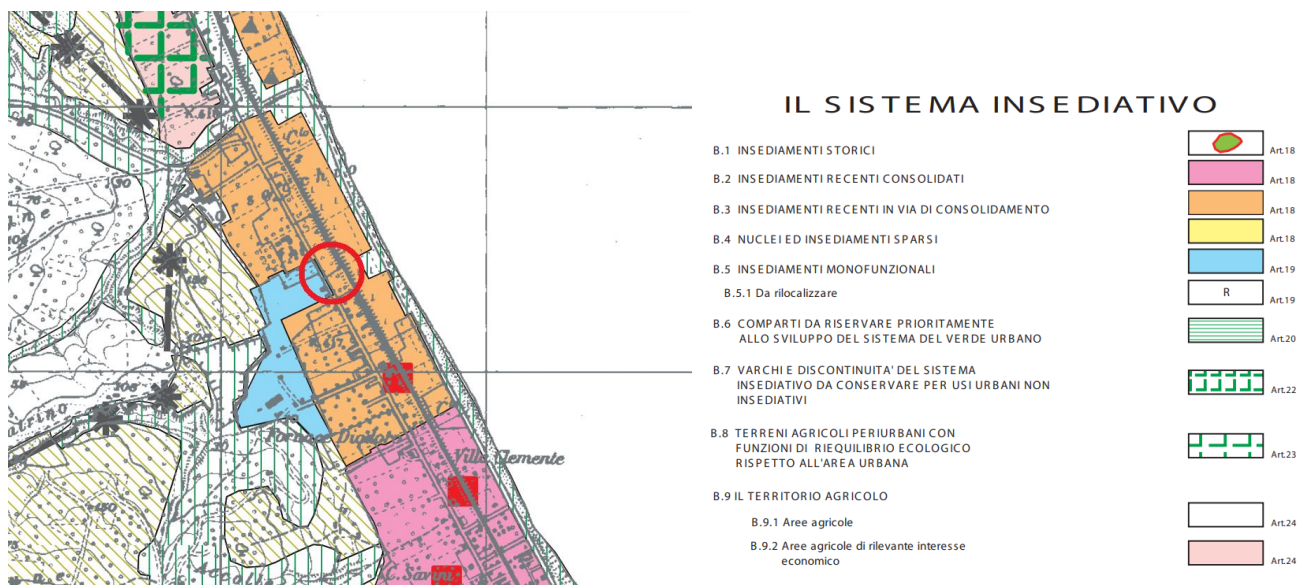 IL SISTEMA INSEDIATIVO
B.1 INSEDIAMENTI STORICI
Art.18
B.2 INSEDIAMENTI RECENTI CONSOLIDATI
Art.18
B.3 INSEDIAMENTI RECENTI IN VIA DI CONSOLIDAMENTO
Art.18
B.4 NUCLEI ED INSEDIAMENTI SPARSI
Art.18
B.5 INSEDIAMENTI MONOFUNZIONALI
Art.19
B.5.1 Da rilocalizzare
R
Art.19
B.6 COMPARTI DA RISERVARE PRIORITAMENTE
ALLO SVILUPPO DEL SISTEMA DEL VERDE URBANO
Art.20
B.7 VARCHI E DISCONTINUITA' DEL SISTEMA
INSEDIATIVO DA CONSERVARE PER USI URBANI NON
INSEDIATIVI
Art.22
B.8 TERRENI AGRICOLI PERIURBANI CON
FUNZIONI DI RIEQUILIBRIO ECOLOGICO
RISPETTO ALL'AREA URBANA
Art.23
B.9 IL TERRITORIO AGRICOLO
B.9.1 Aree agricole
Art.24
B.9.2 Aree agricole di rilevante interesse
economico
Art.24
K.617
Fornace
Villa Clemente
C. Savini